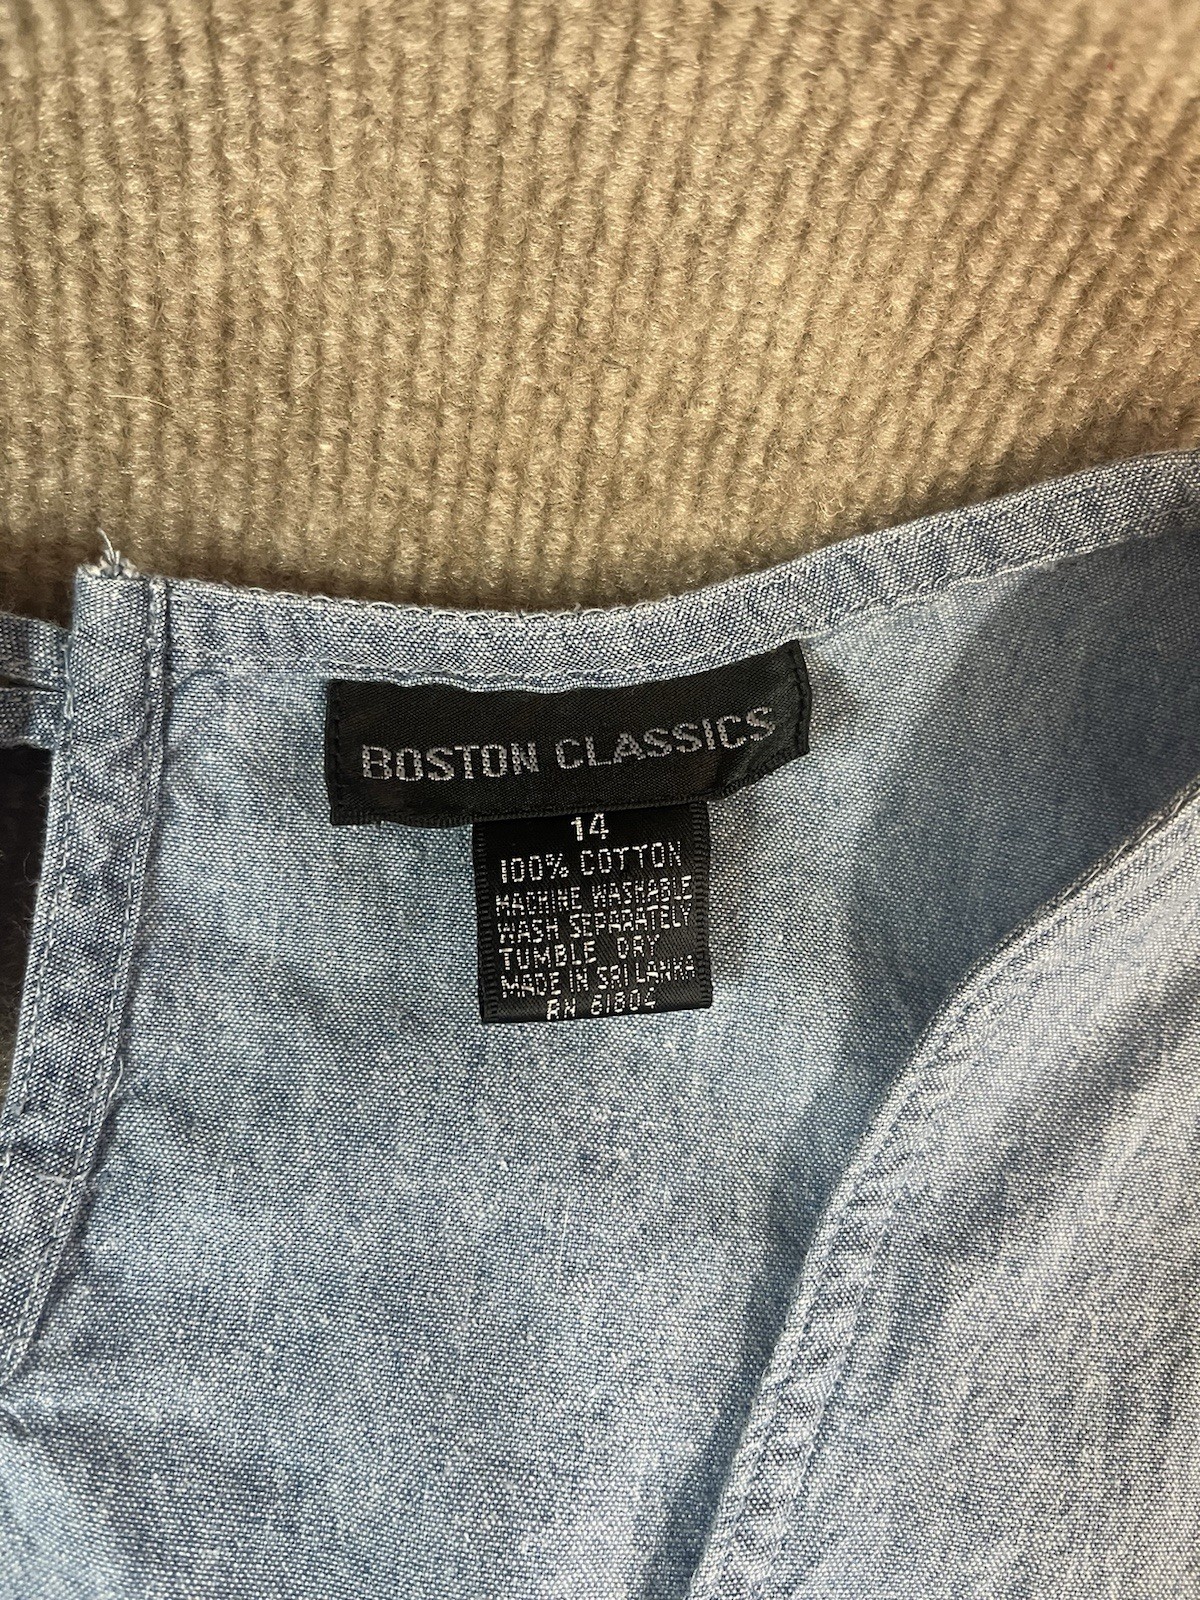 BOSTON CLASSICS
14
100% COTTON
MACHINE WASHABLE
WASH SEPARATELY
TUMBLE DRY
MADE IN SRI LANKA
RN 61804